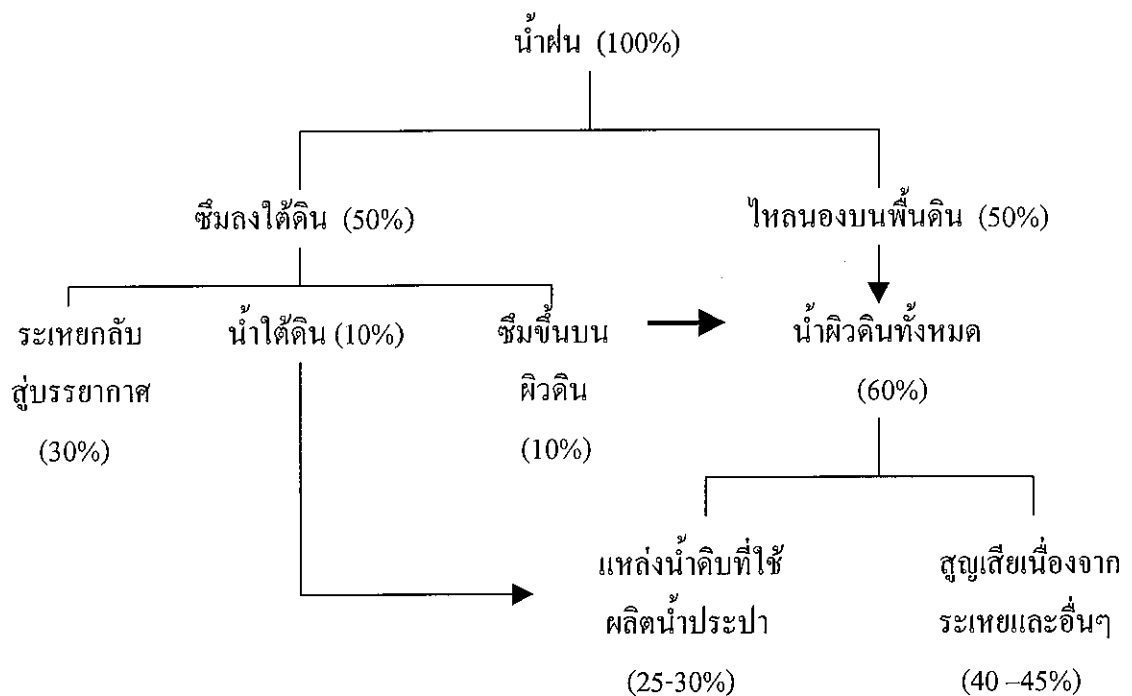 น้ำฝน (100%)
ซึมลงใต้ดิน (50%)
ไหลนองบนพื้นดิน (50%)
ระเหยกลับ
สู่บรรยากาศ
(30%)
น้ำใต้ดิน (10%)
ซึมขึ้นบน
ผิวดิน
(10%)
น้ำผิวดินทั้งหมด
(60%)
แหล่งน้ำดิบที่ใช้
ผลิตน้ำประปา
(25-30%)
สูญเสียเนื่องจาก
ระเหยและอื่นๆ
(40 –45%)